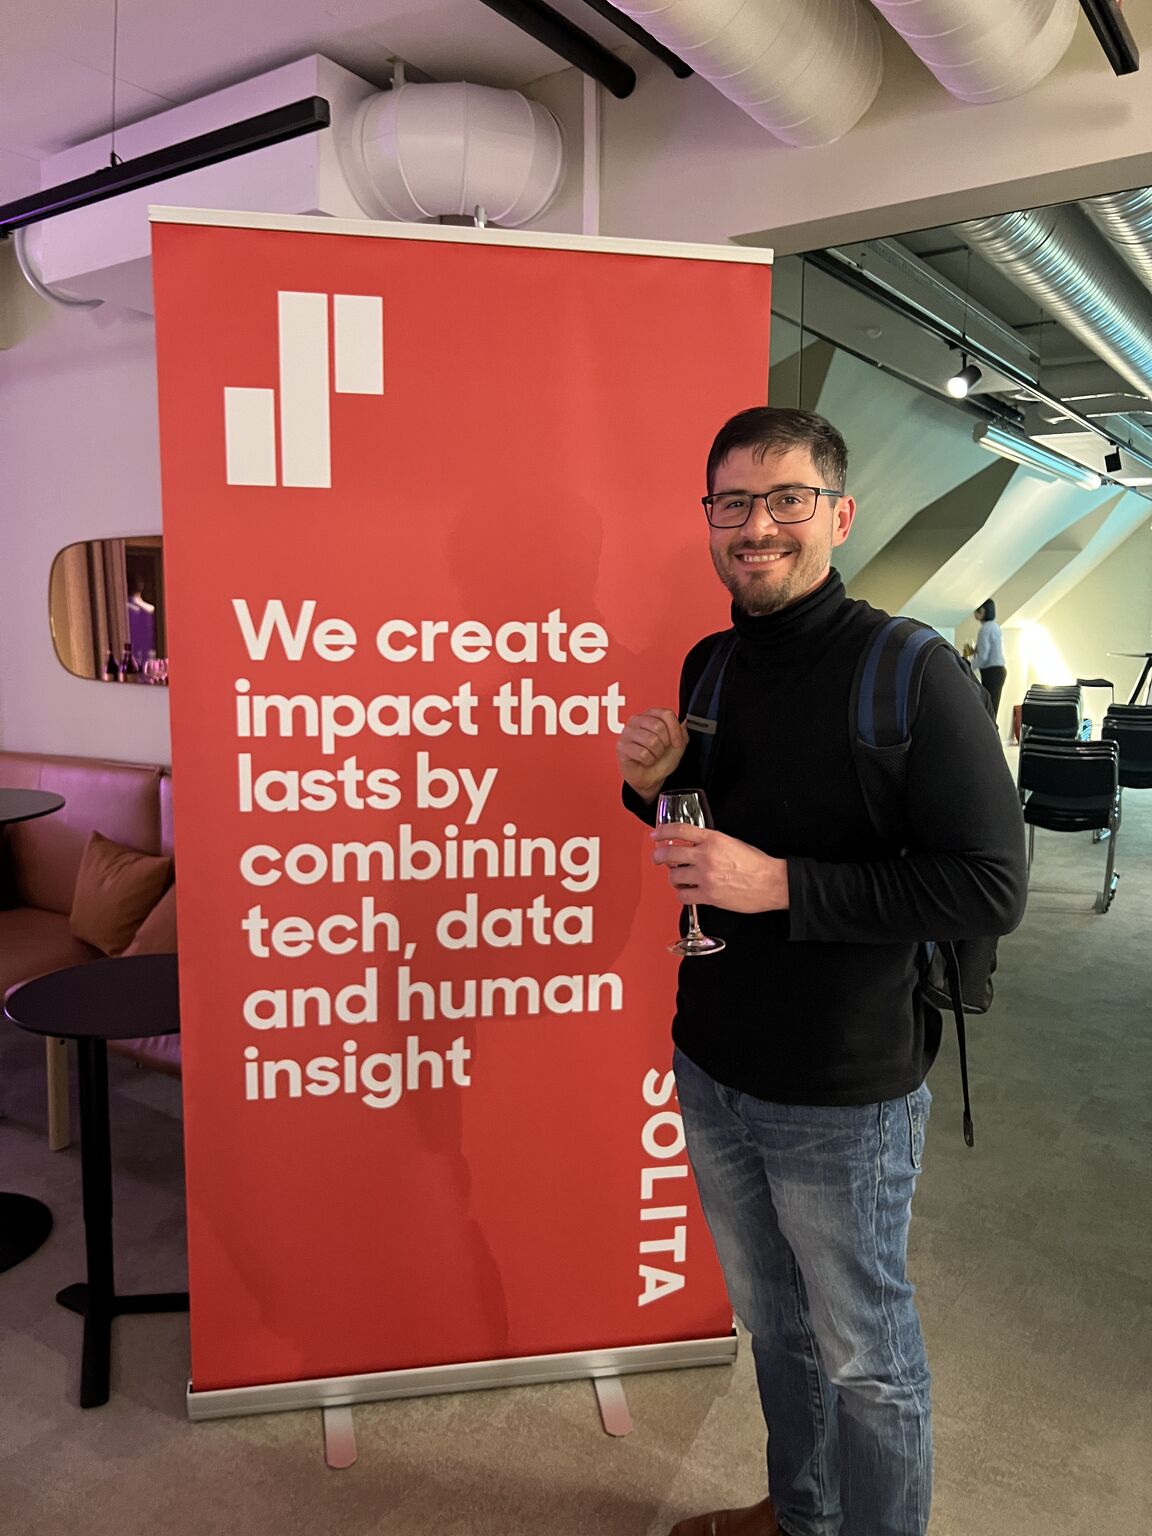 We create
impact that
lasts by
combining
tech, data
and human
insight
SOLITA